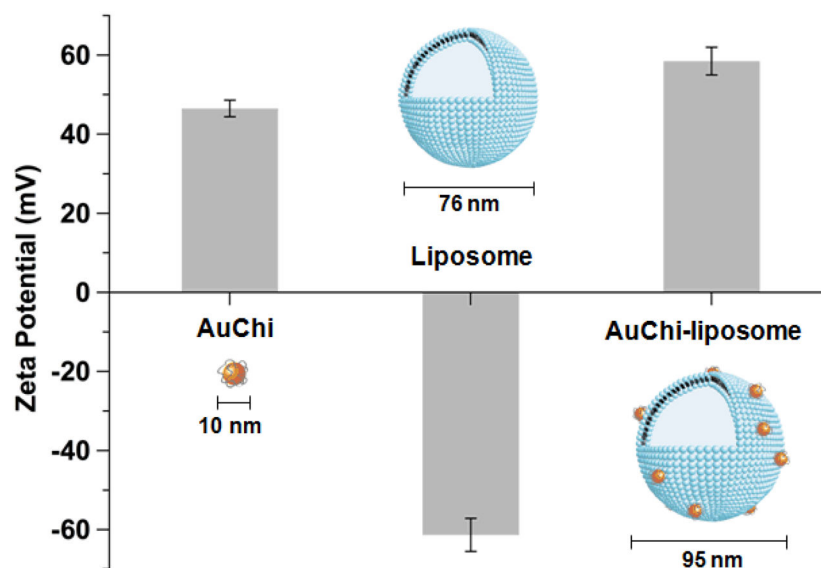 Zeta Potential (mV)
60
40
20
0
-20
-40
-60
76 nm
Liposome
AuChi
10 nm
AuChi-liposome
95 nm